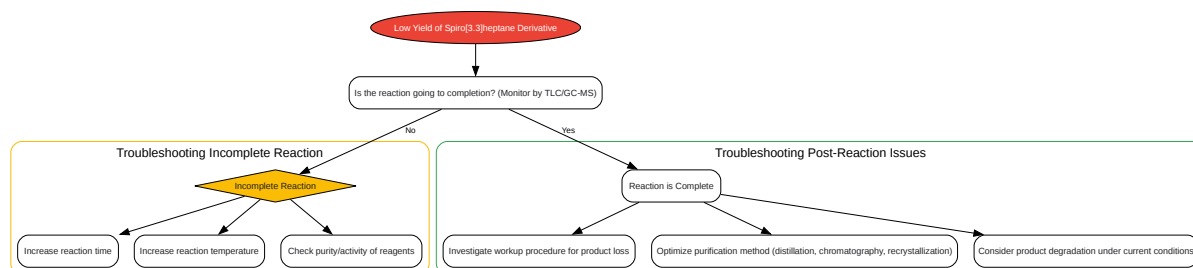 Low Yield of Spiro[3.3]heptane Derivative
Is the reaction going to completion? (Monitor by TLC/GC-MS)
No
Yes
Troubleshooting Incomplete Reaction
Troubleshooting Post-Reaction Issues
Incomplete Reaction
Reaction is Complete
Increase reaction time
Increase reaction temperature
Check purity/activity of reagents
Investigate workup procedure for product loss
Optimize purification method (distillation, chromatography, recrystallization)
Consider product degradation under current conditions